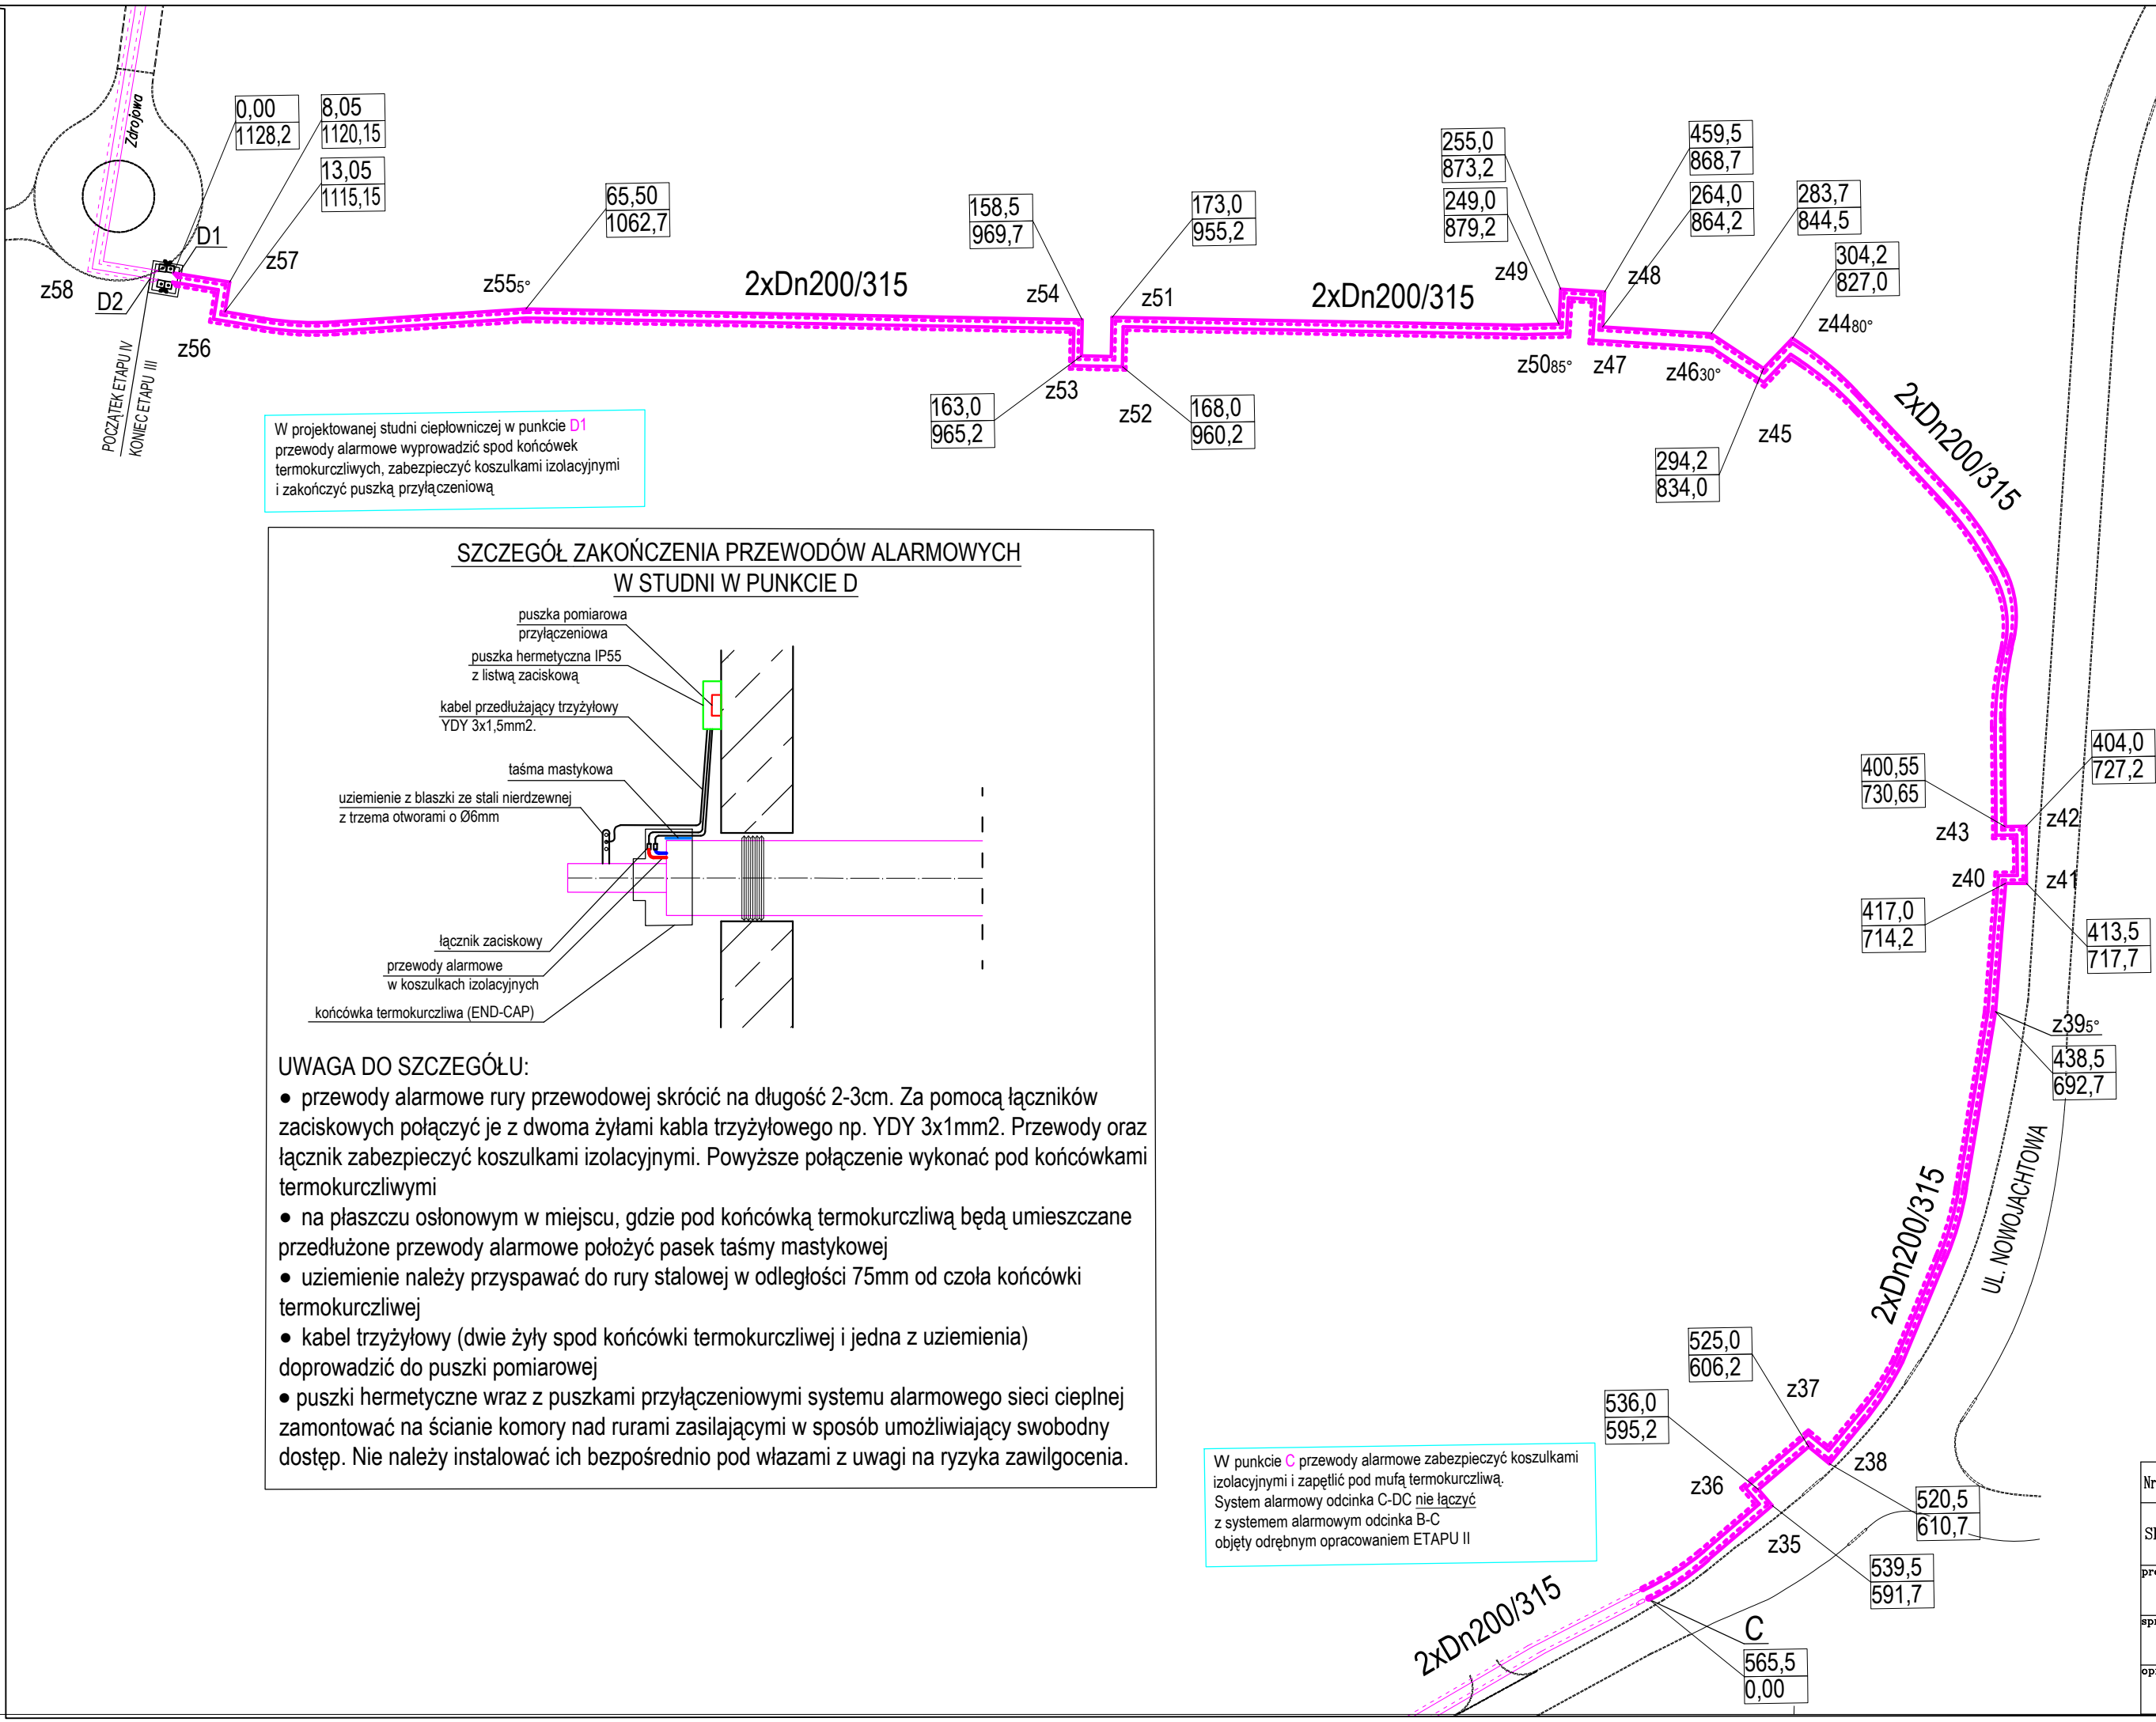 Zdrojowa
0,00
1128,2
8,05
1120,15
13,05
1115,15
65,50
1062,7
158,5
969,7
173,0
955,2
255,0
873,2
249,0
879,2
459,5
868,7
264,0
864,2
283,7
844,5
304,2
827,0
D1
D2
z58
z57
z56
z55 5°
2xDn200/315
z54
z51
2xDn200/315
z49
z48
z50 85°
z47
z46 30°
z44 80°
z53
z52
z45
163,0
965,2
168,0
960,2
294,2
834,0
2xDn200/315
POCZĄTEK ETAPU IV
KONIEC ETAPU III
W projektowanej studni ciepłowniczej w punkcie D1
przewody alarmowe wyprowadzić spod końcówek
termokurczliwych, zabezpieczyć koszulkami izolacyjnymi
i zakończyć puszką przyłączeniową
SZCZEGÓŁ ZAKOŃCZENIA PRZEWODÓW ALARMOWYCH
W STUDNI W PUNKCIE D
puszka pomiarowa
przyłączeniowa
puszka hermetyczna IP55
z listwą zaciskową
kabel przedłużający trzyżyłowy
YDY 3x1,5mm2.
taśma mastykowa
uziemienie z blaszki ze stali nierdzewnej
z trzema otworami o Ø6mm
łącznik zaciskowy
przewody alarmowe
w koszulkach izolacyjnych
końcówka termokurczliwa (END-CAP)
UWAGA DO SZCZEGÓŁU:
• przewody alarmowe rury przewodowej skrócić na długość 2-3cm. Za pomocą łączników
zaciskowych połączyć je z dwoma żyłami kabla trzyżyłowego np. YDY 3x1mm2. Przewody oraz
łącznik zabezpieczyć koszulkami izolacyjnymi. Powyższe połączenie wykonać pod końcówkami
termokurczliwymi
• na płaszczu osłonowym w miejscu, gdzie pod końcówką termokurczliwą będą umieszczane
przedłużone przewody alarmowe położyć pasek taśmy mastykowej
• uziemienie należy przyspawać do rury stalowej w odległości 75mm od czoła końcówki
termokurczliwej
• kabel trzyżyłowy (dwie żyły spod końcówki termokurczliwej i jedna z uziemienia)
doprowadzić do puszki pomiarowej
• puszki hermetyczne wraz z puszkami przyłączeniowymi systemu alarmowego sieci cieplnej
zamontować na ścianie komory nad rurami zasilającymi w sposób umożliwiający swobodny
dostęp. Nie należy instalować ich bezpośrednio pod włazami z uwagi na ryzyka zawilgocenia.
404,0
727,2
400,55
730,65
z43
z42
z40
z41
417,0
714,2
413,5
717,7
z39 5°
438,5
692,7
UL. NOWOJACHTOWA
2xDn200/315
525,0
606,2
z37
536,0
595,2
z38
z36
520,5
610,7
z35
539,5
591,7
W punkcie C przewody alarmowe zabezpieczyć koszulkami
izolacyjnymi i zapętlić pod mufą termokurczliwą.
System alarmowy odcinka C-DC nie łączyć
z systemem alarmowym odcinka B-C
objęty odrębnym opracowaniem ETAPU II
2xDn200/315
C
565,5
0,00
Nr